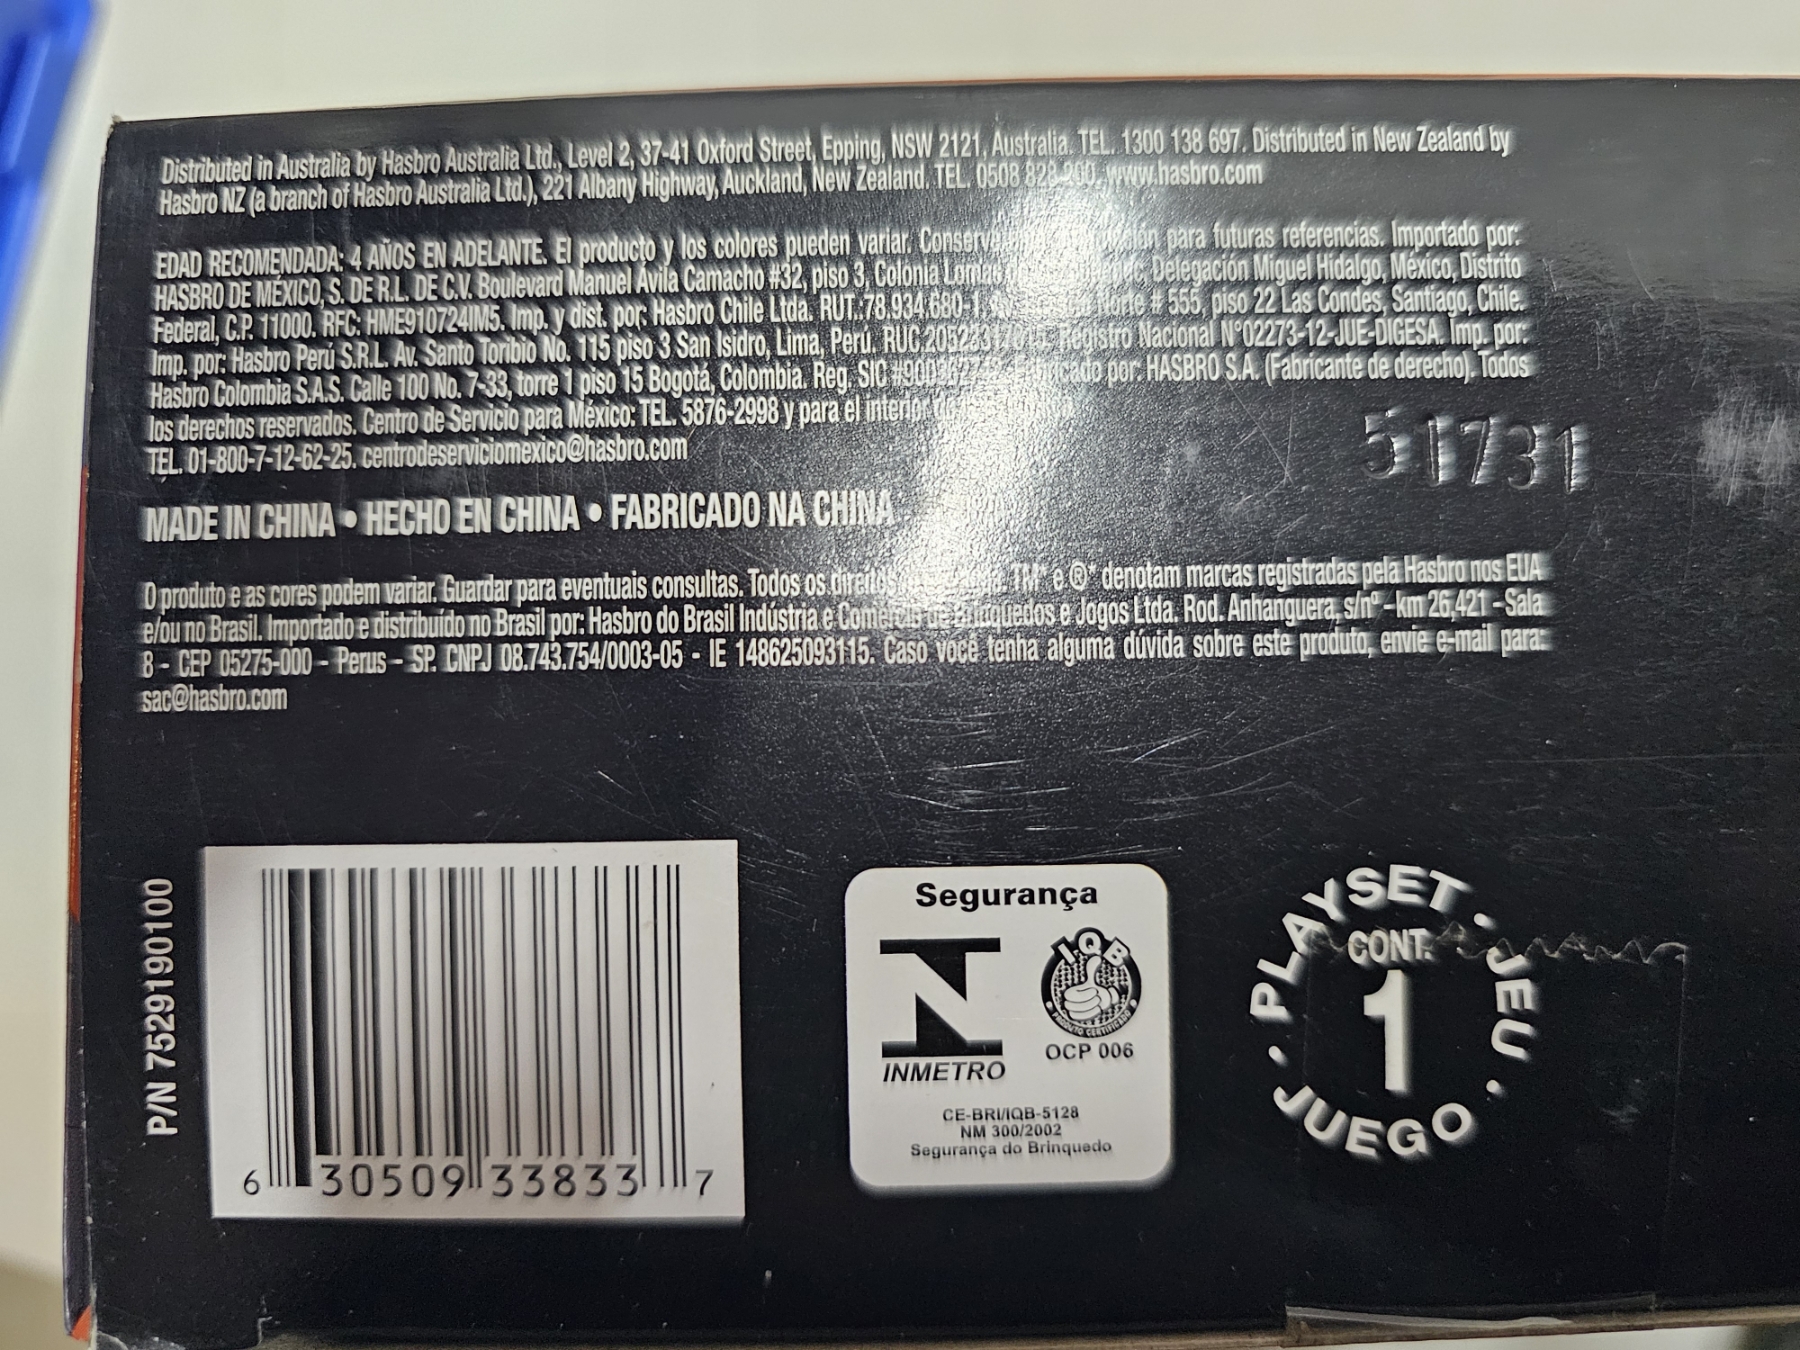 Distributed in Australia by Hasbro Australia Ltd., Level 2, 37-41 Oxford Street, Epping, NSW 2121, Australia. TEL. 1300 138 697. Distributed in New Zealand by
Hasbro NZ (a branch of Hasbro Australia Ltd.), 221 Albany Highway, Auckland, New Zealand. TEL. 0508 828 200. www.hasbro.com
EDAD RECOMENDADA: 4 AÑOS EN ADELANTE. El producto y los colores pueden variar. Conserve para futuras referencias. Importado por:
HASBRO DE MÉXICO, S. DE R.L. DE C.V. Boulevard Manuel Ávila Camacho #32, piso 3, Colonia Lomas Delegación Miguel Hidalgo, México, Distrito
Federal, C.P. 11000. RFC: HME910724IM5. Imp. y dist. por: Hasbro Chile Ltda. RUT.:78.934.680-1. Norte # 555, piso 22 Las Condes, Santiago, Chile.
Imp. por: Hasbro Perú S.R.L. Av. Santo Toribio No. 115 piso 3 San Isidro, Lima, Perú. Registro Nacional N°02273-12-JUE-DIGESA. Imp. por:
Hasbro Colombia S.A.S. Calle 100 No. 7-33, torre 1 piso 15 Bogotá, Colombia. Reg. SIC por: HASBRO S.A. (Fabricante de derecho). Todos
los derechos reservados. Centro de Servicio para México: TEL. 5876-2998 y para el interior
TEL. 01-800-7-12-62-25. centrodeserviciomexico@hasbro.com
51731
MADE IN CHINA • HECHO EN CHINA • FABRICADO NA CHINA
O produto e as cores podem variar. Guardar para eventuais consultas. Todos os direitos TM* e ®* denotam marcas registradas pela Hasbro nos EUA
e/ou no Brasil. Importado e distribuído no Brasil por: Hasbro do Brasil Indústria e Comércio de Brinquedos e Jogos Ltda. Rod. Anhanguera, s/nº - km 26,421 - Sala
8 - CEP 05275-000 - Perus - SP. CNPJ 08.743.754/0003-05 - IE 148625093115. Caso você tenha alguma dúvida sobre este produto, envie e-mail para:
sac@hasbro.com
P/N 7529190100
6 30509 33833 7
Segurança
IQB
PRODUTO CERTIFICADO
OCP 006
INMETRO
CE-BRI/IQB-5128
NM 300/2002
Segurança do Brinquedo
PLAYSET • JEU • JUEGO •
CONT.
1